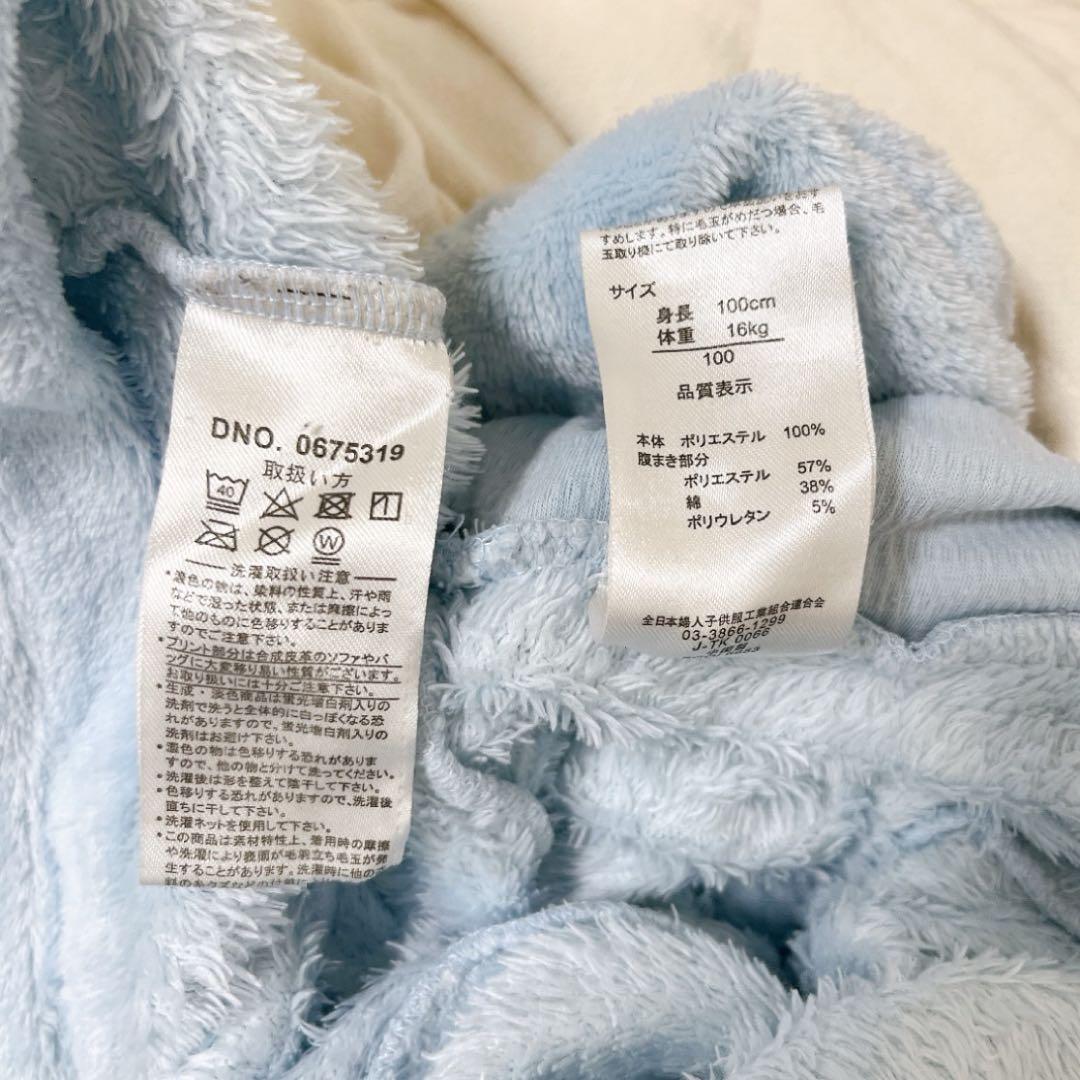 DNO. 0675319
取扱い方
40
W
洗濯取扱い注意
・濃色の物は、染料の性質上、汗や雨
などで湿った状態、または摩擦によっ
て他のものに色移りすることがありま
すのでご注意下さい。
・プリント部分は合成皮革のソファやバ
ッグに大変移り易い性質がございます。
お取り扱いには十分ご注意下さい。
・生成・淡色商品は蛍光増白剤入りの
洗剤で洗うと全体的に白っぽくなる恐
れがありますので、蛍光増白剤入りの
洗剤はお避け下さい。
・濃色の物は色移りする恐れがありま
すので、他の物と分けて洗ってください。
・洗濯後は形を整えて陰干して下さい。
・色移りする恐れがありますので、洗濯後
直ちに干して下さい。
・洗濯ネットを使用して下さい。
・この商品は素材特性上、着用時の摩擦
や洗濯により表面が毛羽立ち毛玉が発
生することがあります。洗濯時に他の
すめします。特に毛玉がめだつ場合、毛
玉取り機にて取り除いて下さい。
サイズ
身長 100cm
体重 16kg
100
品質表示
本体 ポリエステル 100%
腹まき部分
ポリエステル 57%
綿 38%
ポリウレタン 5%
全日本婦人子供服工業組合連合会
03-3866-1299
J-TK 0066